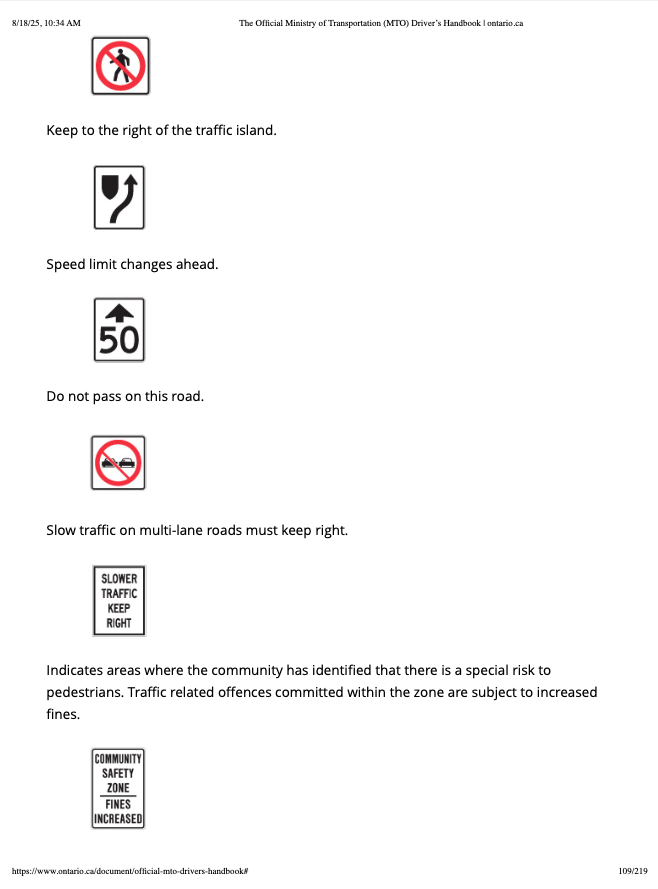 8/18/25, 10:34 AM The Official Ministry of Transportation (MTO) Driver's Handbook | ontario.ca
Keep to the right of the traffic island.
Speed limit changes ahead.
50
Do not pass on this road.
Slow traffic on multi-lane roads must keep right.
SLOWER
TRAFFIC
KEEP
RIGHT
Indicates areas where the community has identified that there is a special risk to
pedestrians. Traffic related offences committed within the zone are subject to increased
fines.
COMMUNITY
SAFETY
ZONE
FINES
INCREASED
https://www.ontario.ca/document/official-mto-drivers-handbook# 109/219